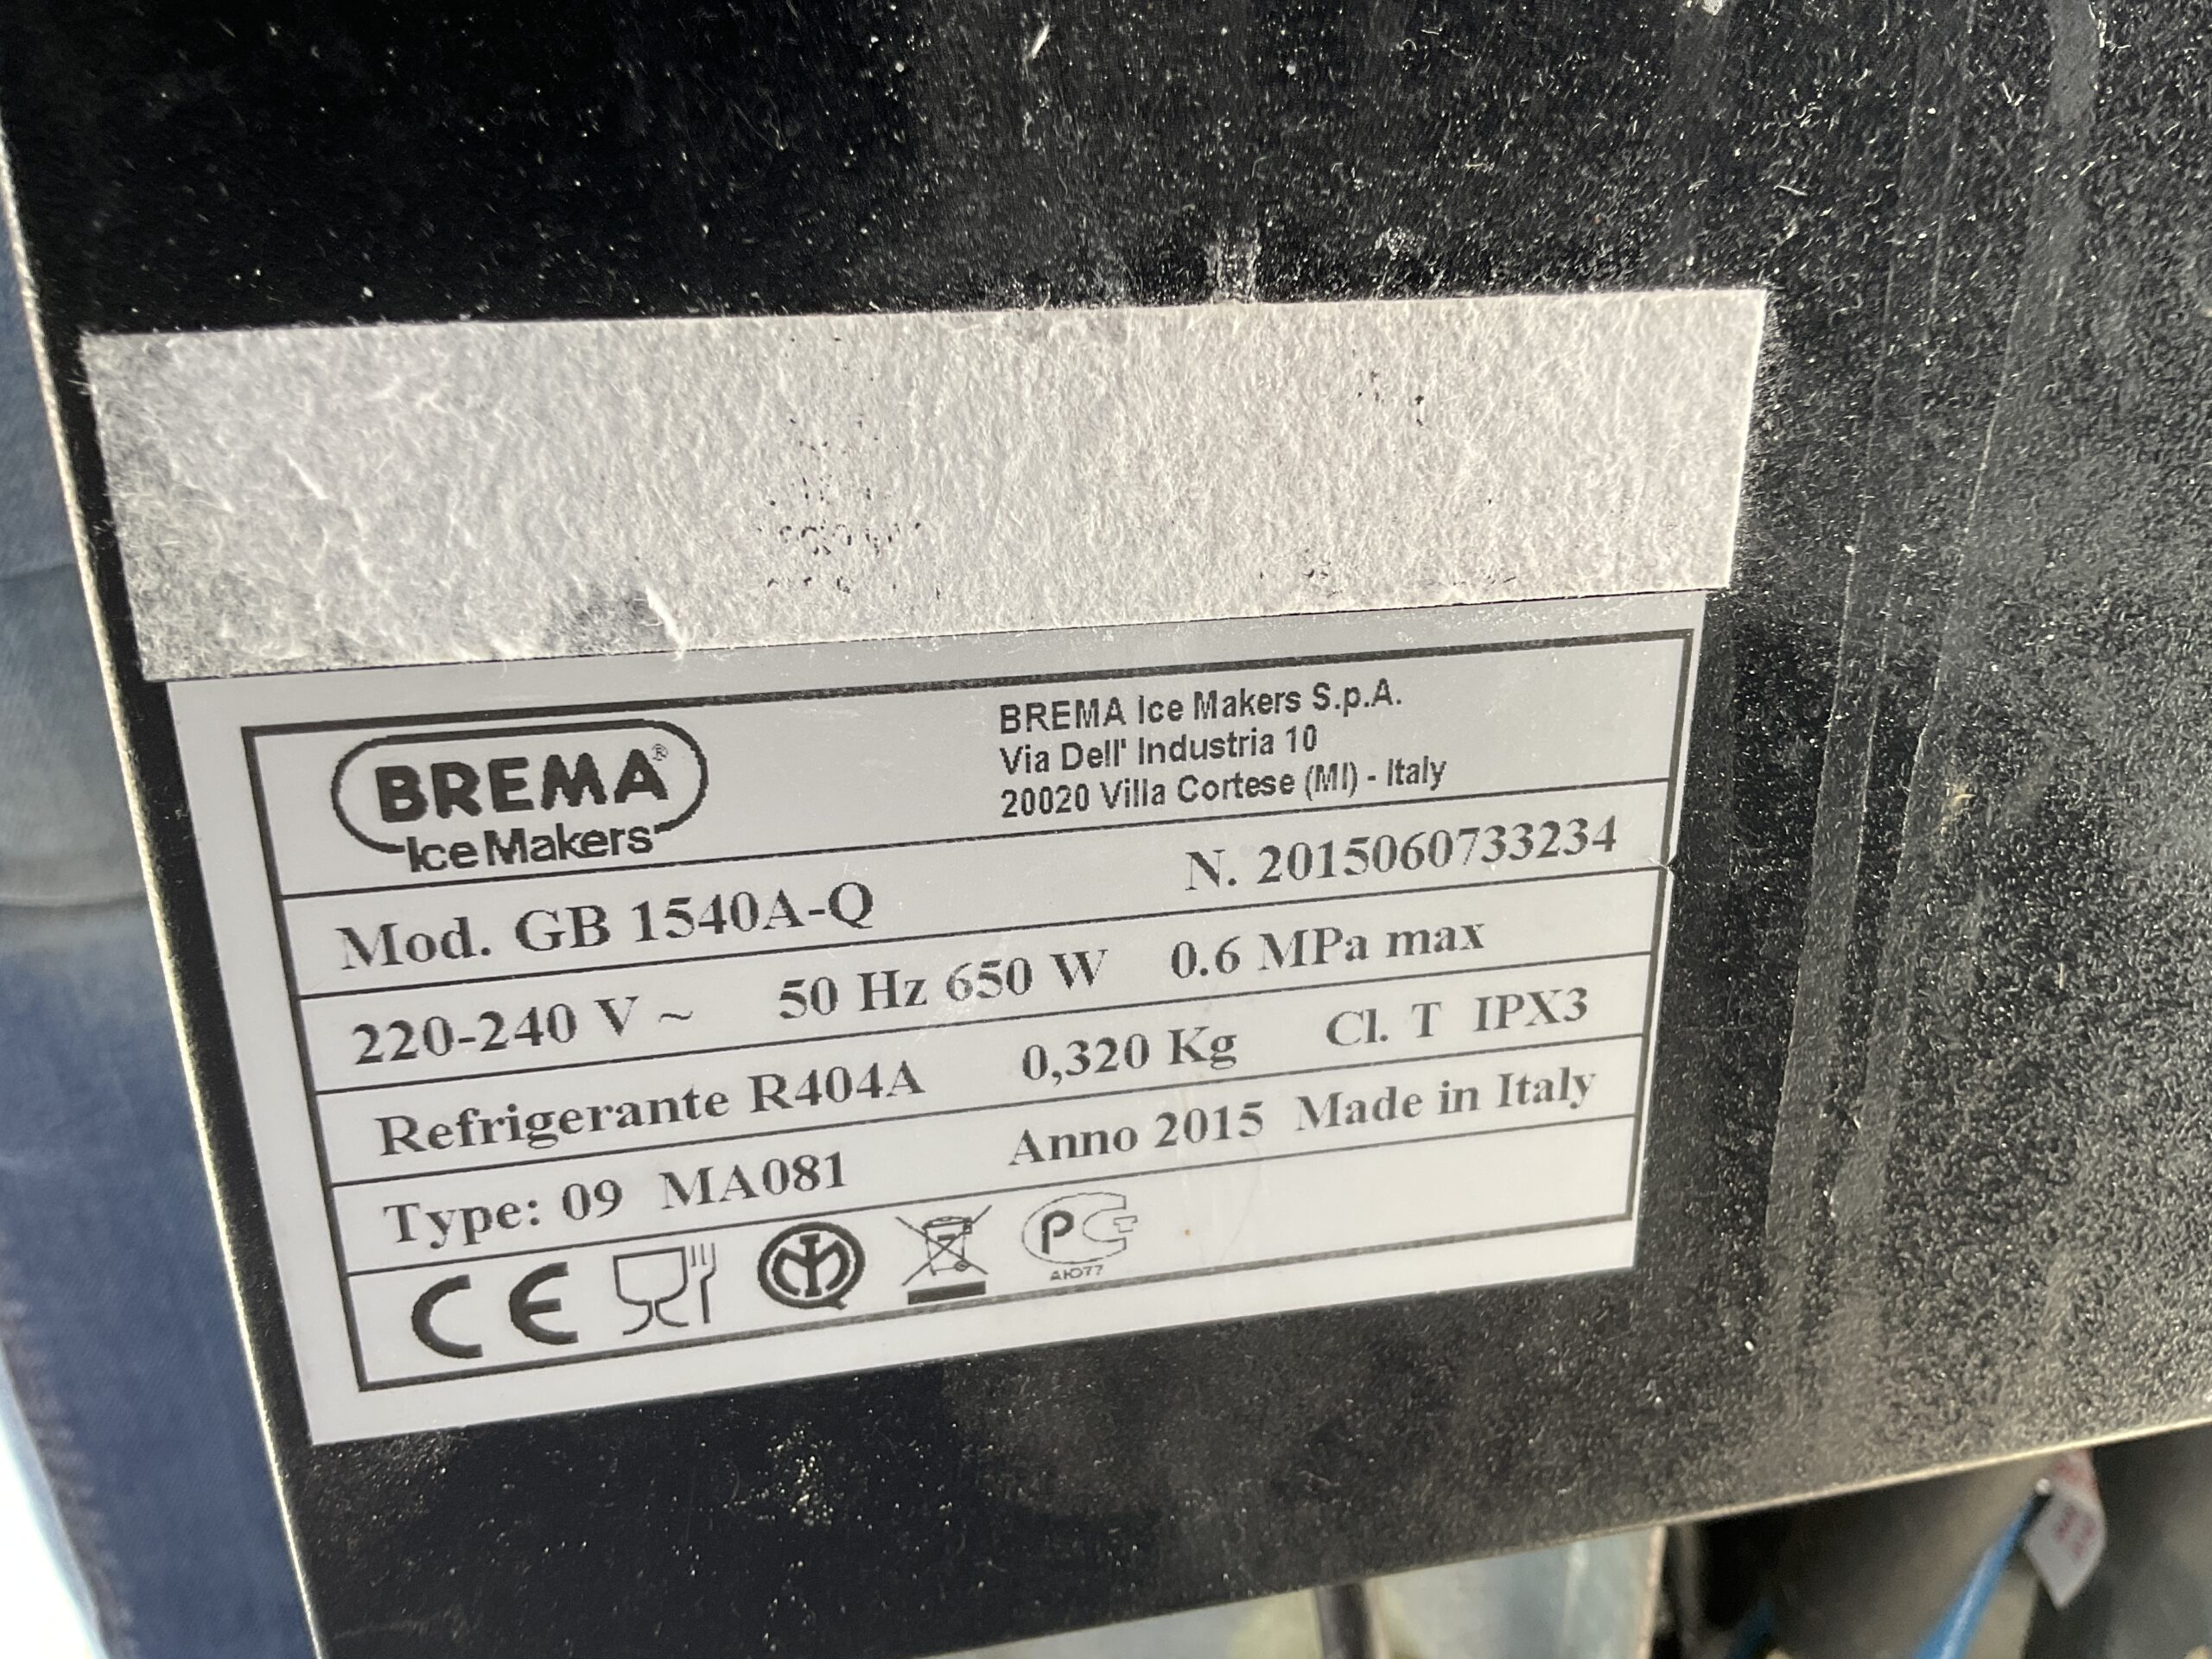 BREMA®
Ice Makers
BREMA Ice Makers S.p.A.
Via Dell' Industria 10
20020 Villa Cortese (MI) - Italy
Mod. GB 1540A-Q N. 2015060733234
220-240 V ~ 50 Hz 650 W 0.6 MPa max
Refrigerante R404A 0,320 Kg Cl. T IPX3
Type: 09 MA081 Anno 2015 Made in Italy
CE
АЮ77